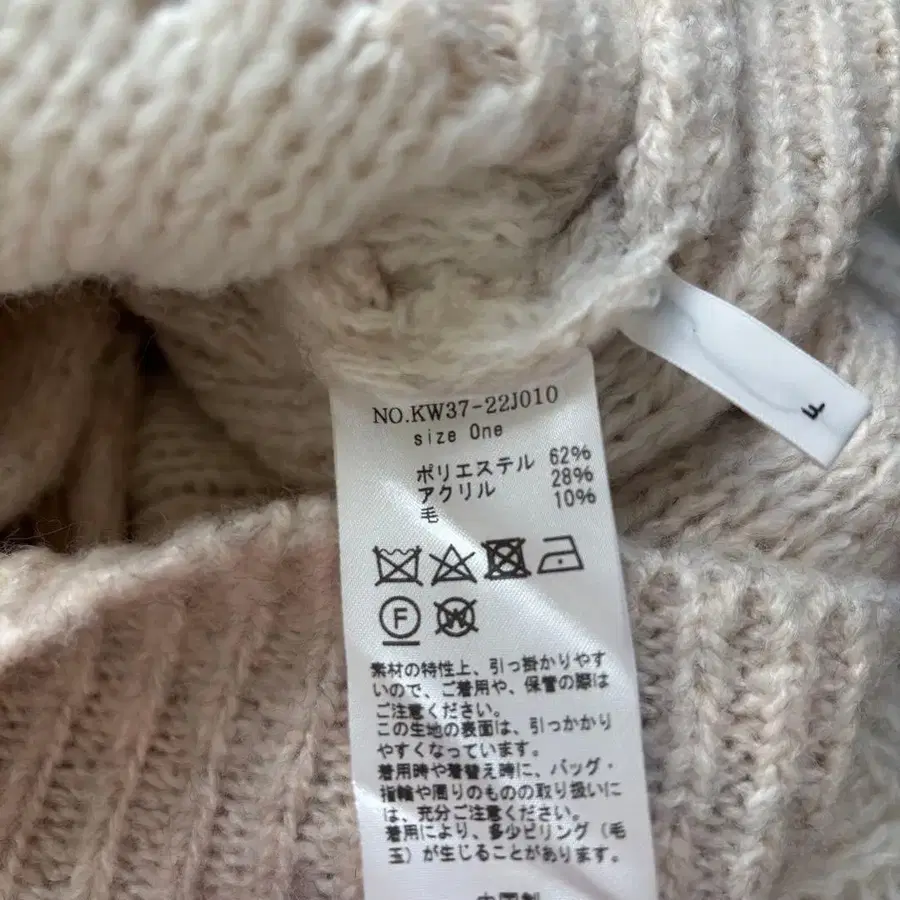 NO.KW37-22J010
size One
ポリエステル 62%
アクリル 28%
毛 10%
F
F
W
素材の特性上、引っ掛かりやす
いので、ご着用や、保管の際は
ご注意ください。
この生地の表面は、引っかかり
やすくなっています。
着用時や着替え時に、バッグ・
指輪や周りのものの取り扱いに
は、充分ご注意ください。
着用により、多少ピリング（毛
玉）が生じることがあります。
中国製